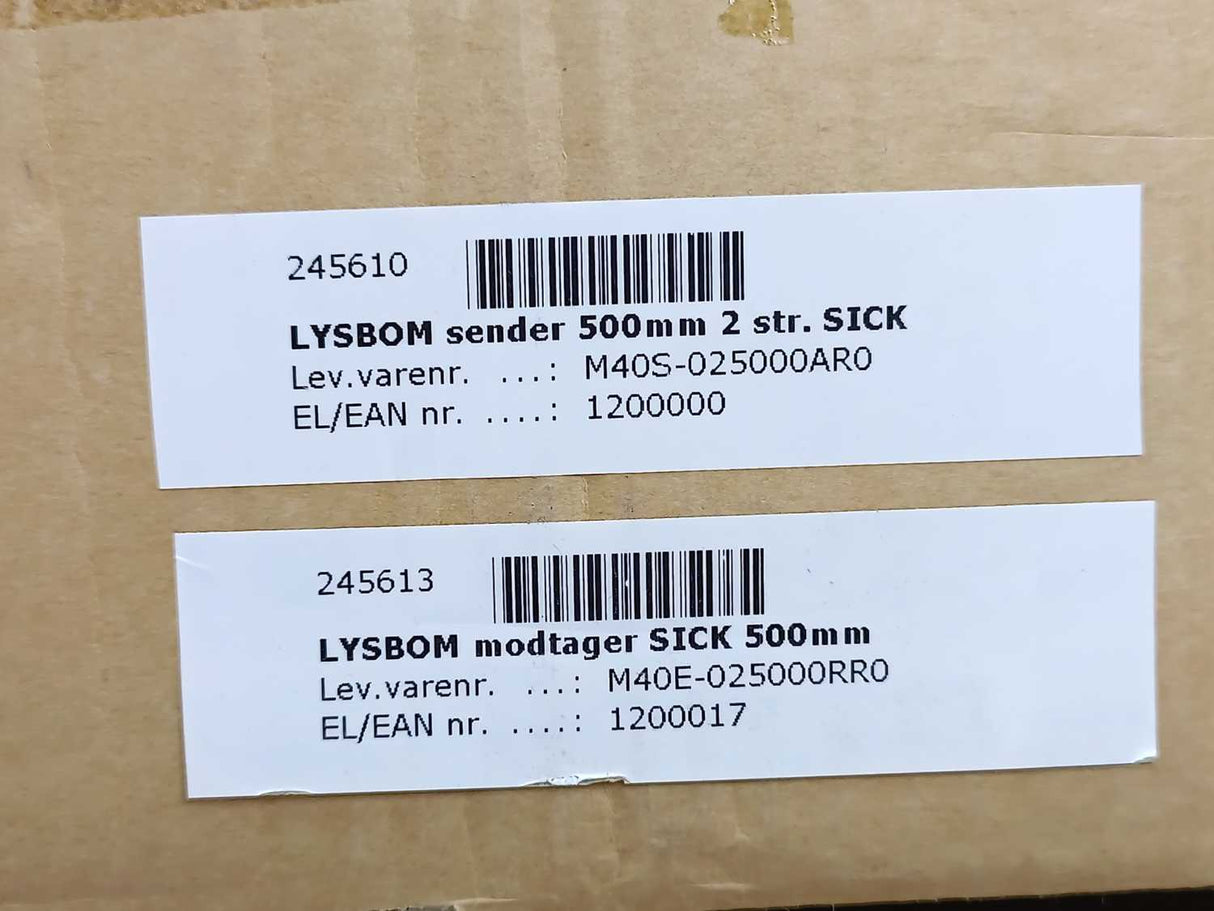 245610
LYSBOM sender 500mm 2 str. SICK
Lev.varenr. ...: M40S-025000AR0
EL/EAN nr. ....: 1200000
245613
LYSBOM modtager SICK 500mm
Lev.varenr. ...: M40E-025000RR0
EL/EAN nr. ....: 1200017